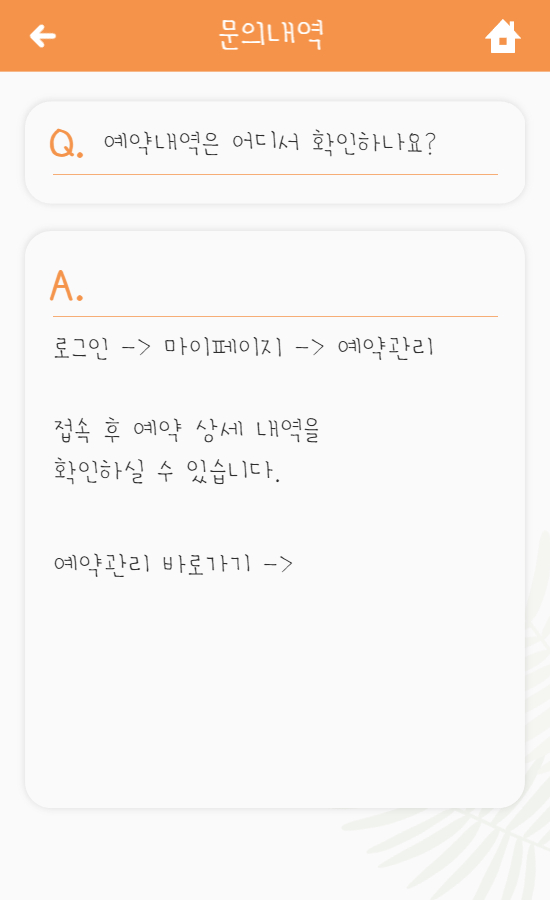 문의내역
Q. 예약내역은 어디서 확인하나요?
A.
로그인 -> 마이페이지 -> 예약관리
접속 후 예약 상세 내역을
확인하실 수 있습니다.
예약관리 바로가기 ->